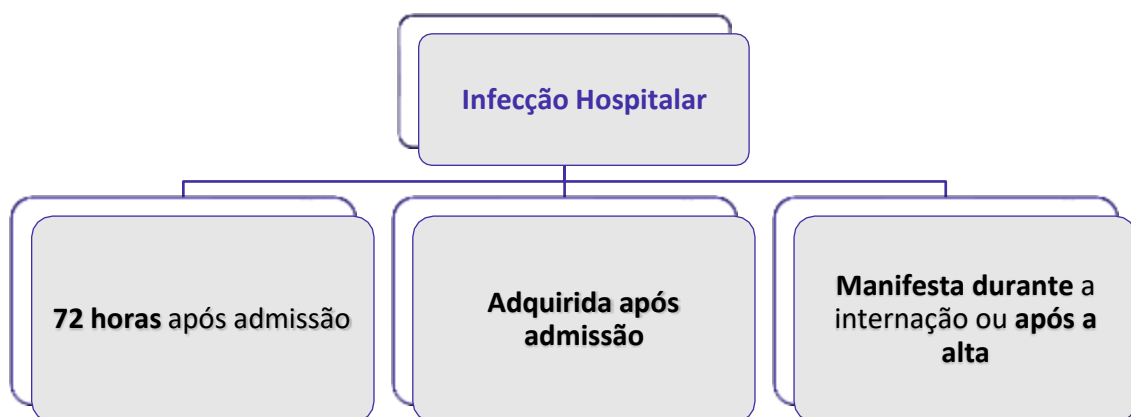 Infecção Hospitalar
72 horas após admissão
Adquirida após
admissão
Manifesta durante a
internação ou após a
alta